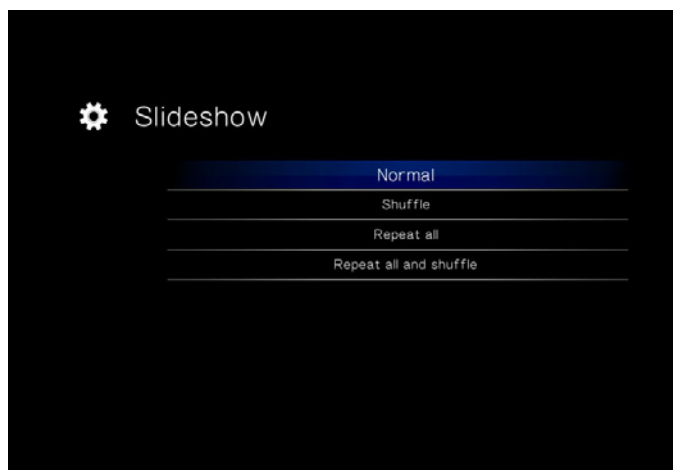 Slideshow
Normal
Shuffle
Repeat all
Repeat all and shuffle